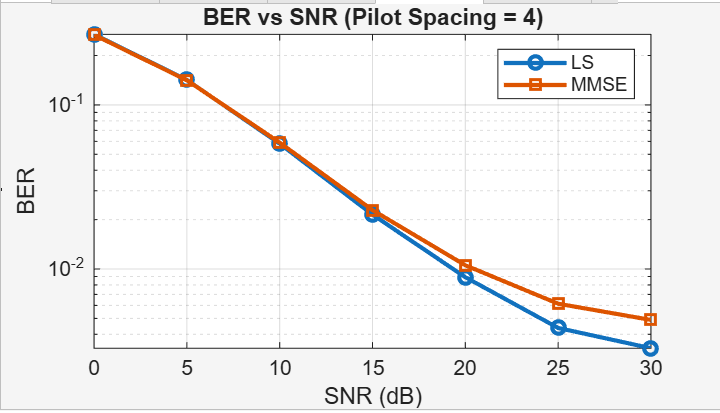 BER vs SNR (Pilot Spacing = 4)
LS
MMSE
10-1
10-2
BER
0 5 10 15 20 25 30
SNR (dB)